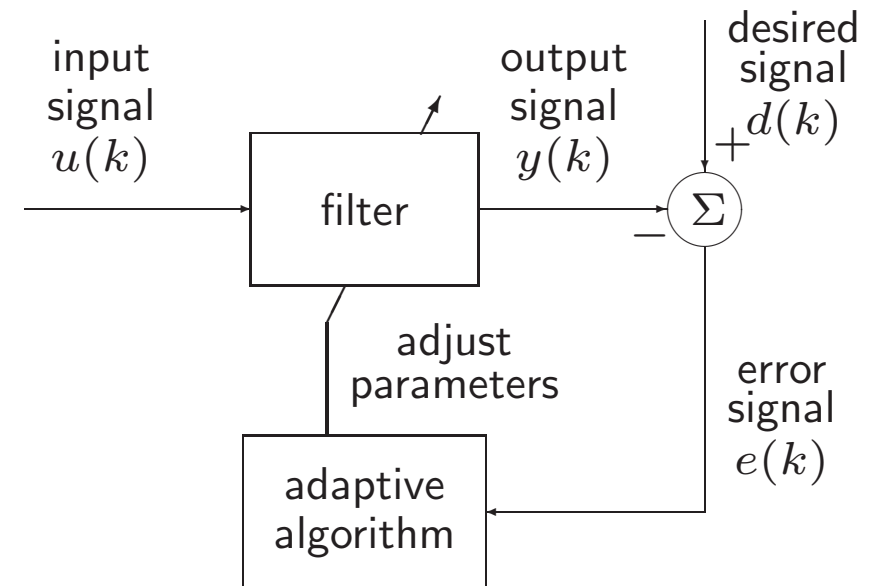 input
signal
u(k)
output
signal
y(k)
desired
signal
d(k)
+
filter
Σ
−
adjust
parameters
error
signal
e(k)
adaptive
algorithm